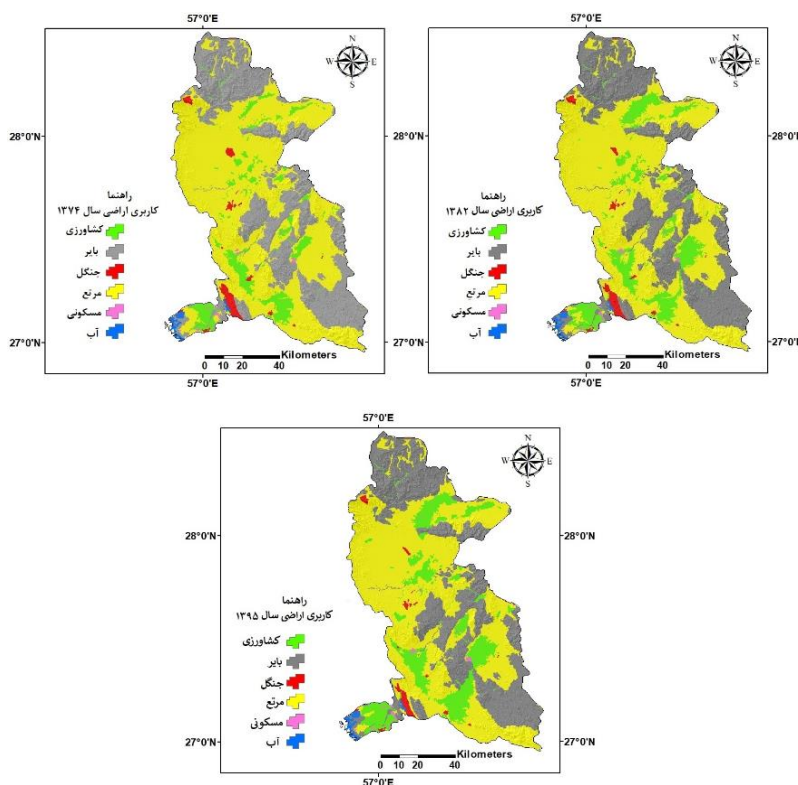 57°0'E
N
W E
S
28°0'N
راهنما
کاربری اراضی سال ۱۳۷۴
کشاورزی
بایر
جنگل
مرتع
مسکونی
آب
27°0'N
Kilometers
0 10 20 40
57°0'E
57°0'E
N
W E
S
28°0'N
راهنما
کاربری اراضی سال ۱۳۸۲
کشاورزی
بایر
جنگل
مرتع
مسکونی
آب
27°0'N
Kilometers
0 10 20 40
57°0'E
57°0'E
N
W E
S
28°0'N
28°0'N
راهنما
کاربری اراضی سال ۱۳۹۵
کشاورزی
بایر
جنگل
مرتع
مسکونی
آب
27°0'N
27°0'N
Kilometers
0 10 20 40
57°0'E